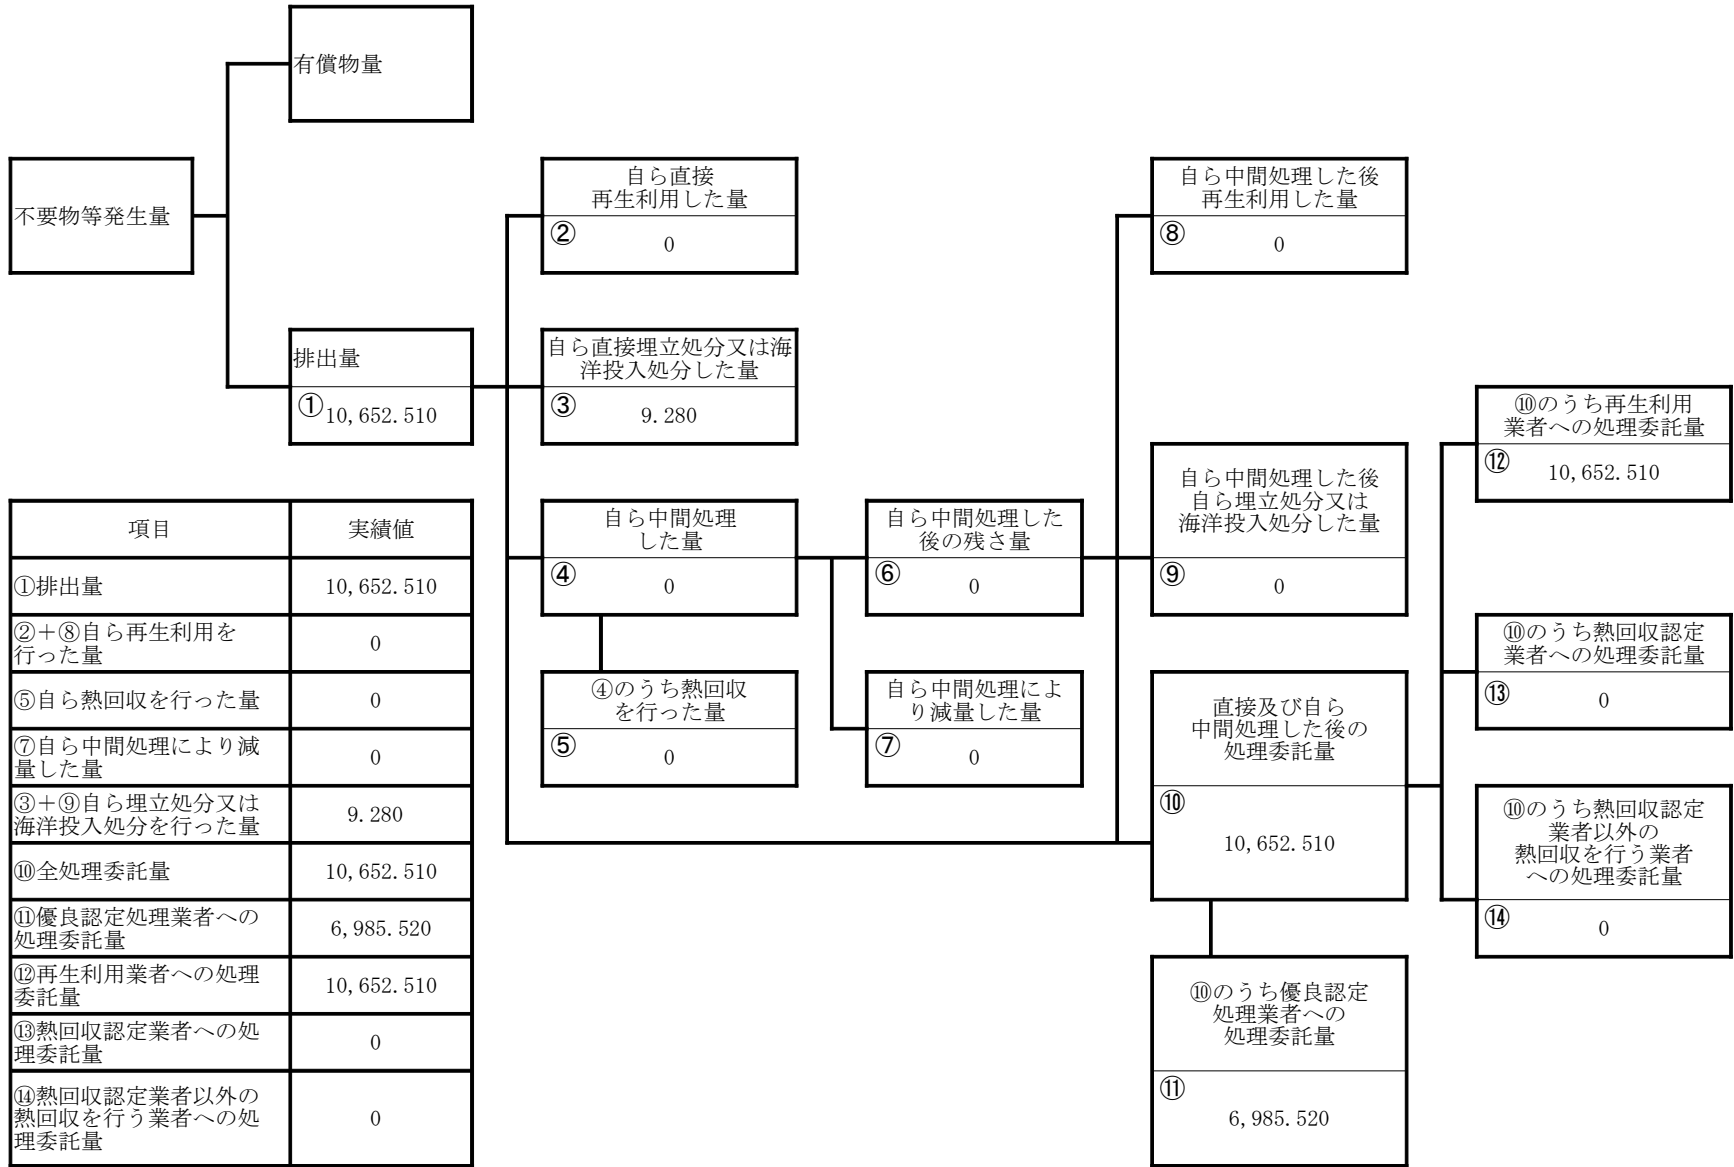 有償物量
不要物等発生量
自ら直接
再生利用した量
②
0
自ら中間処理した後
再生利用した量
⑧
0
排出量
①
10,652.510
自ら直接埋立処分又は海
洋投入処分した量
③
9.280
⑩のうち再生利用
業者への処理委託量
⑫
10,652.510
自ら中間処理
した量
④
0
自ら中間処理した
後の残さ量
⑥
0
自ら中間処理した後
自ら埋立処分又は
海洋投入処分した量
⑨
0
④のうち熱回収
を行った量
⑤
0
自ら中間処理によ
り減量した量
⑦
0
直接及び自ら
中間処理した後の
処理委託量
⑩
10,652.510
⑩のうち熱回収認定
業者への処理委託量
⑬
0
⑩のうち熱回収認定
業者以外の
熱回収を行う業者
への処理委託量
⑭
0
⑩のうち優良認定
処理業者への
処理委託量
⑪
6,985.520
項目 実績値
①排出量 10,652.510
②+⑧自ら再生利用を
行った量 0
⑤自ら熱回収を行った量 0
⑦自ら中間処理により減
量した量 0
③+⑨自ら埋立処分又は
海洋投入処分を行った量 9.280
⑩全処理委託量 10,652.510
⑪優良認定処理業者への
処理委託量 6,985.520
⑫再生利用業者への処理
委託量 10,652.510
⑬熱回収認定業者への処
理委託量 0
⑭熱回収認定業者以外の
熱回収を行う業者への処
理委託量 0